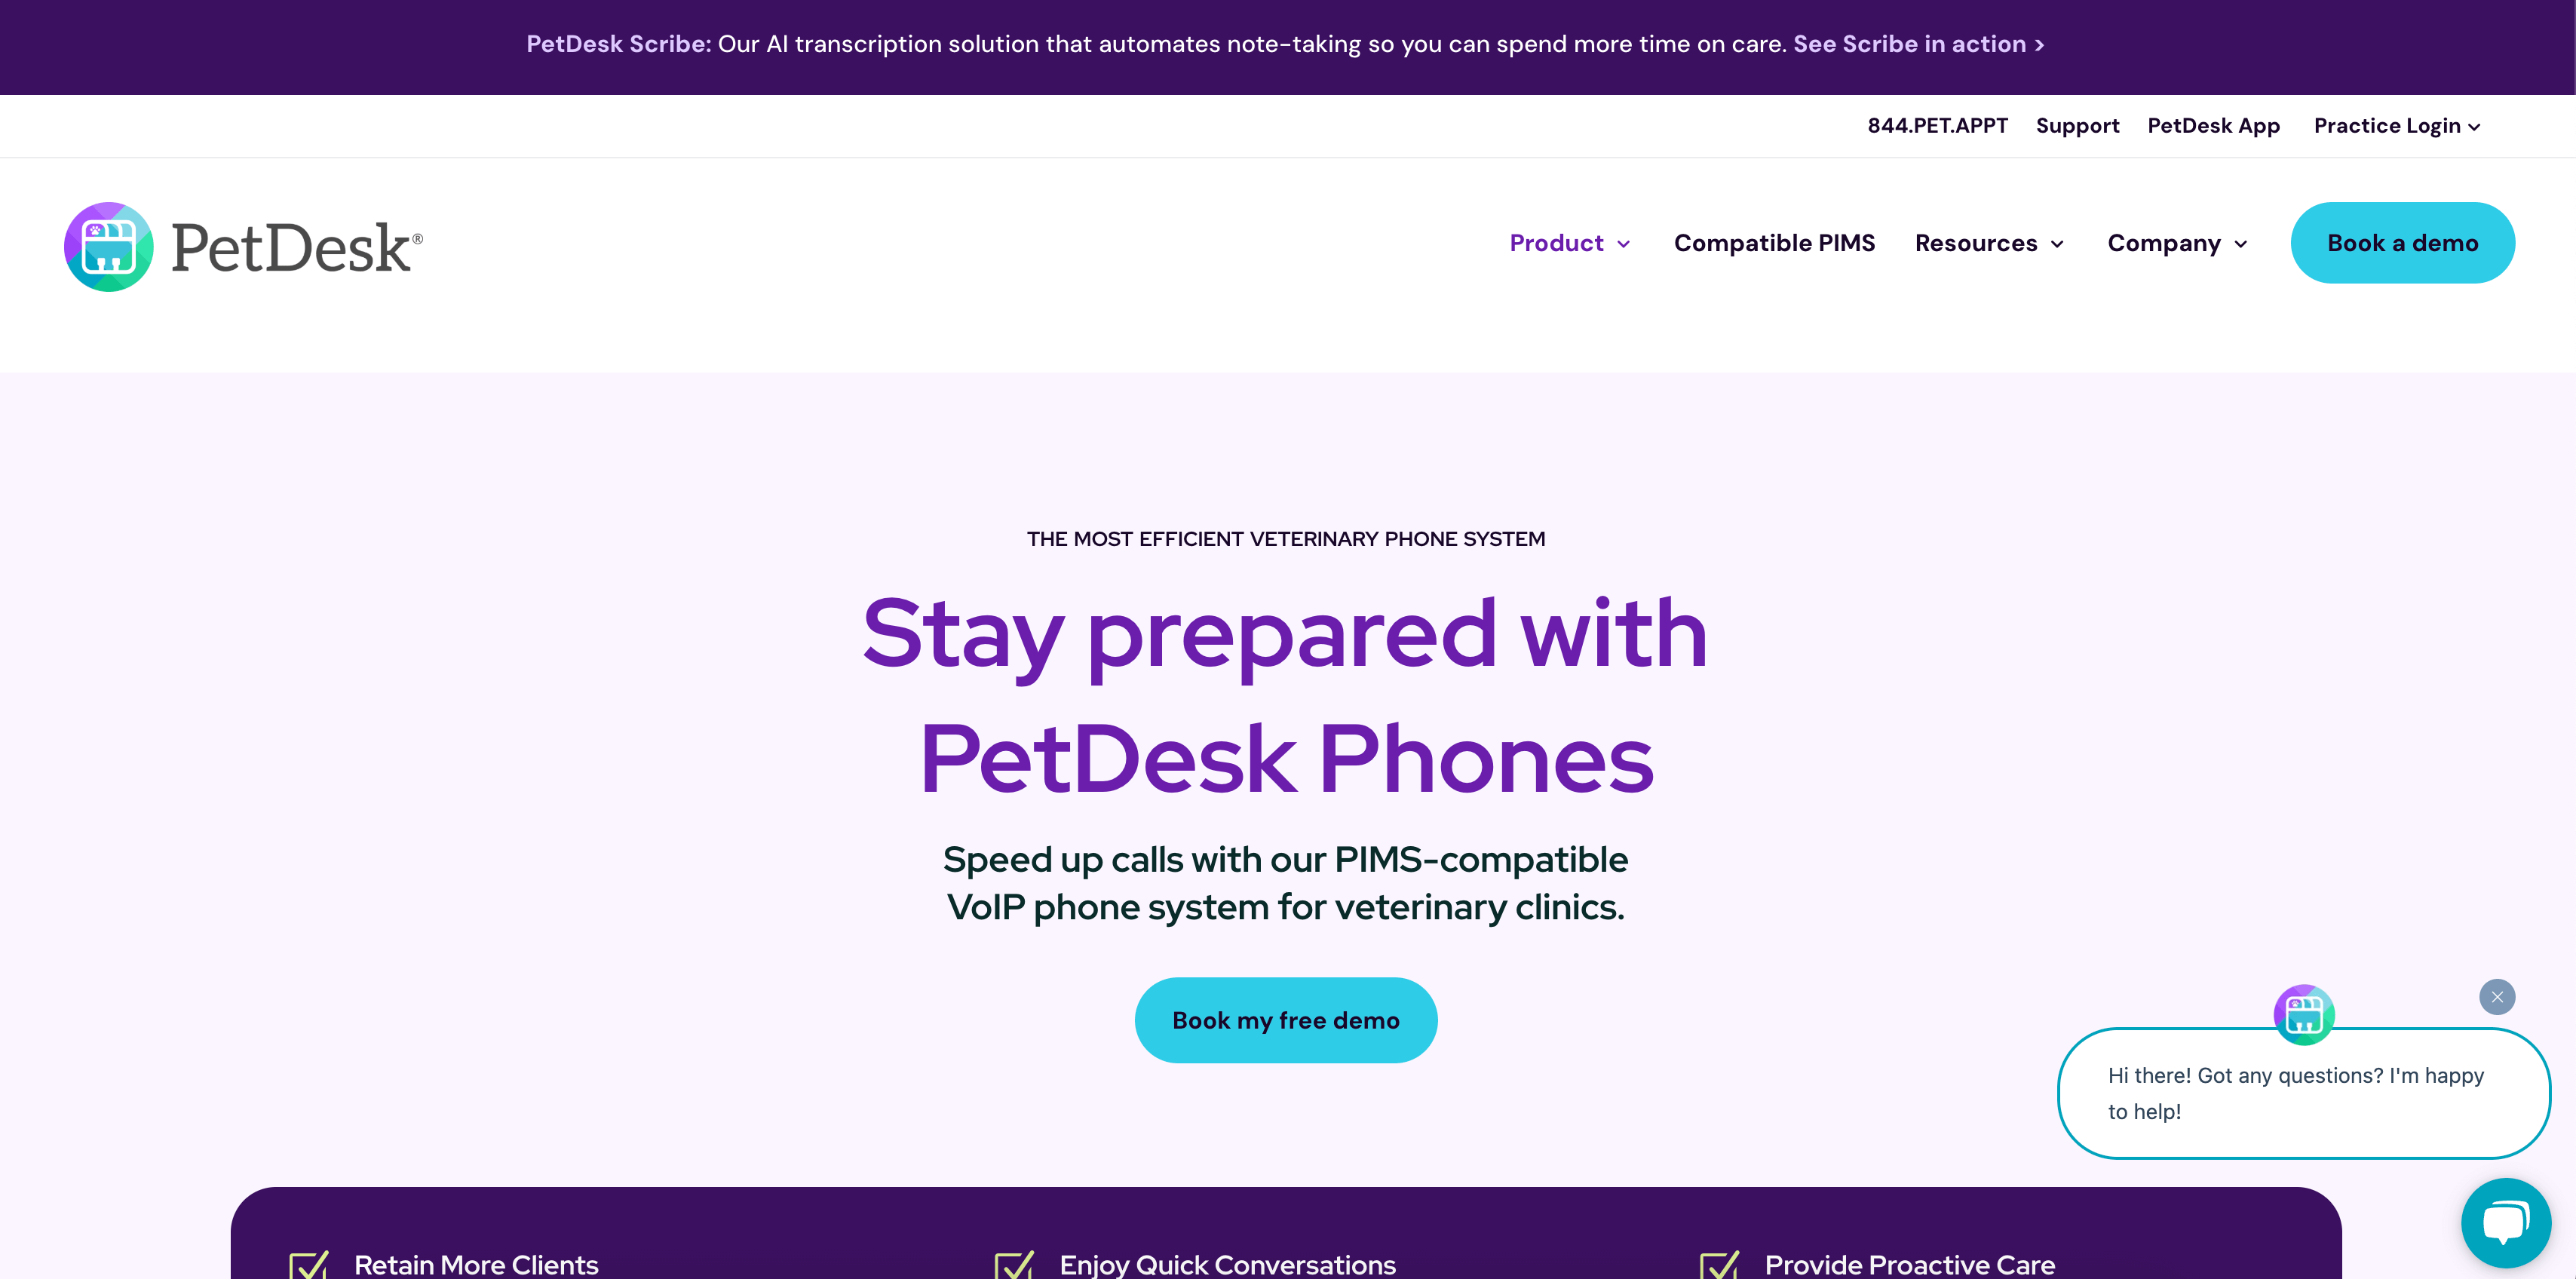 PetDesk Scribe: Our AI transcription solution that automates note-taking so you can spend more time on care. See Scribe in action >
844.PET.APPT Support PetDesk App Practice Login
PetDesk®
Product Compatible PIMS Resources Company Book a demo
THE MOST EFFICIENT VETERINARY PHONE SYSTEM
Stay prepared with
PetDesk Phones
Speed up calls with our PIMS-compatible
VoIP phone system for veterinary clinics.
Book my free demo
Hi there! Got any questions? I'm happy
to help!
Retain More Clients Enjoy Quick Conversations Provide Proactive Care